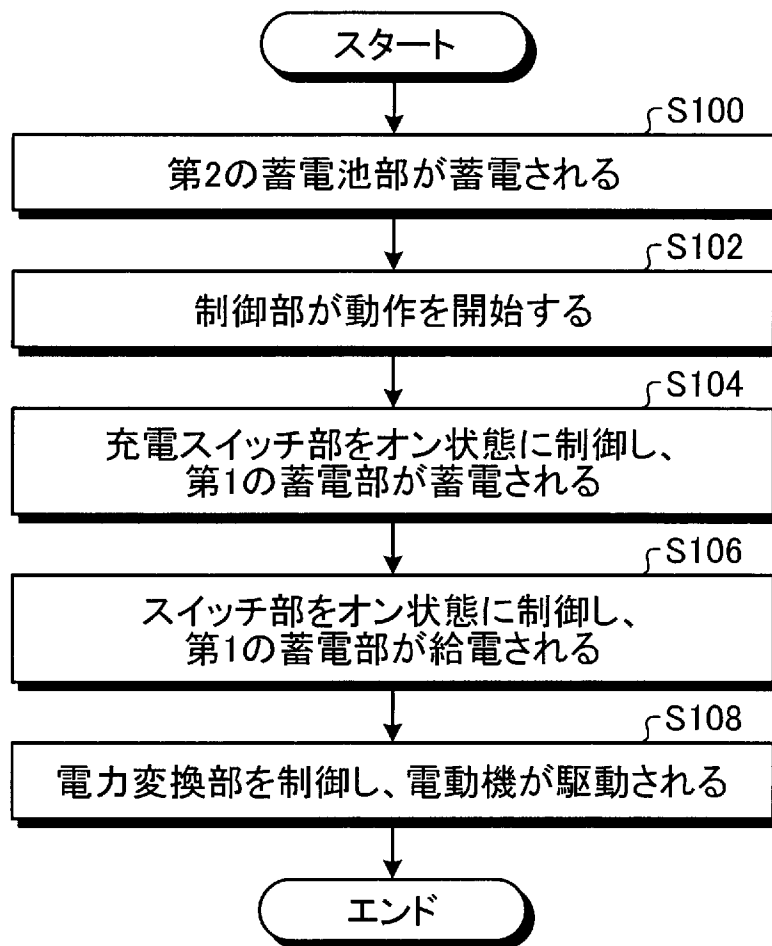 スタート
S100
第2の蓄電池部が蓄電される
S102
制御部が動作を開始する
S104
充電スイッチ部をオン状態に制御し、
第1の蓄電部が蓄電される
S106
スイッチ部をオン状態に制御し、
第1の蓄電部が給電される
S108
電力変換部を制御し、電動機が駆動される
エンド